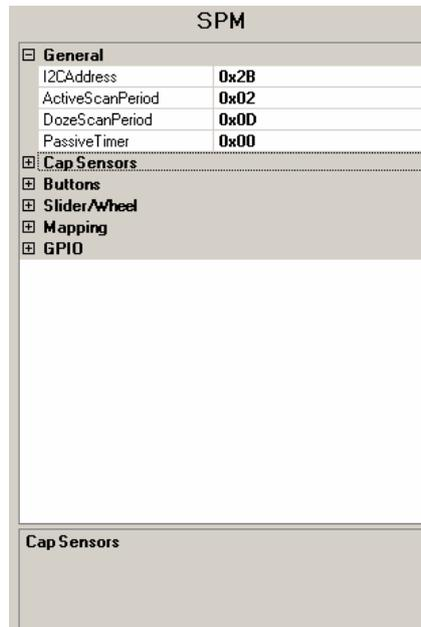 SPM
General
I2CAddress 0x2B
ActiveScanPeriod 0x02
DozeScanPeriod 0x0D
PassiveTimer 0x00
Cap Sensors
Buttons
Slider/Wheel
Mapping
GPIO
Cap Sensors